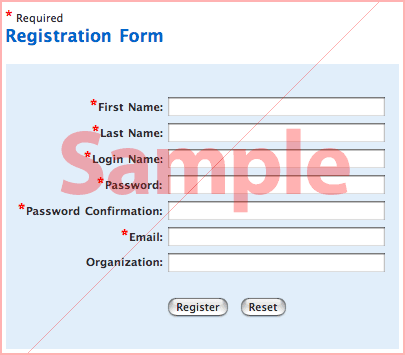 * Required
Registration Form
*First Name:
*Last Name:
*Login Name:
*Password:
*Password Confirmation:
*Email:
Organization:
Register Reset
Sample